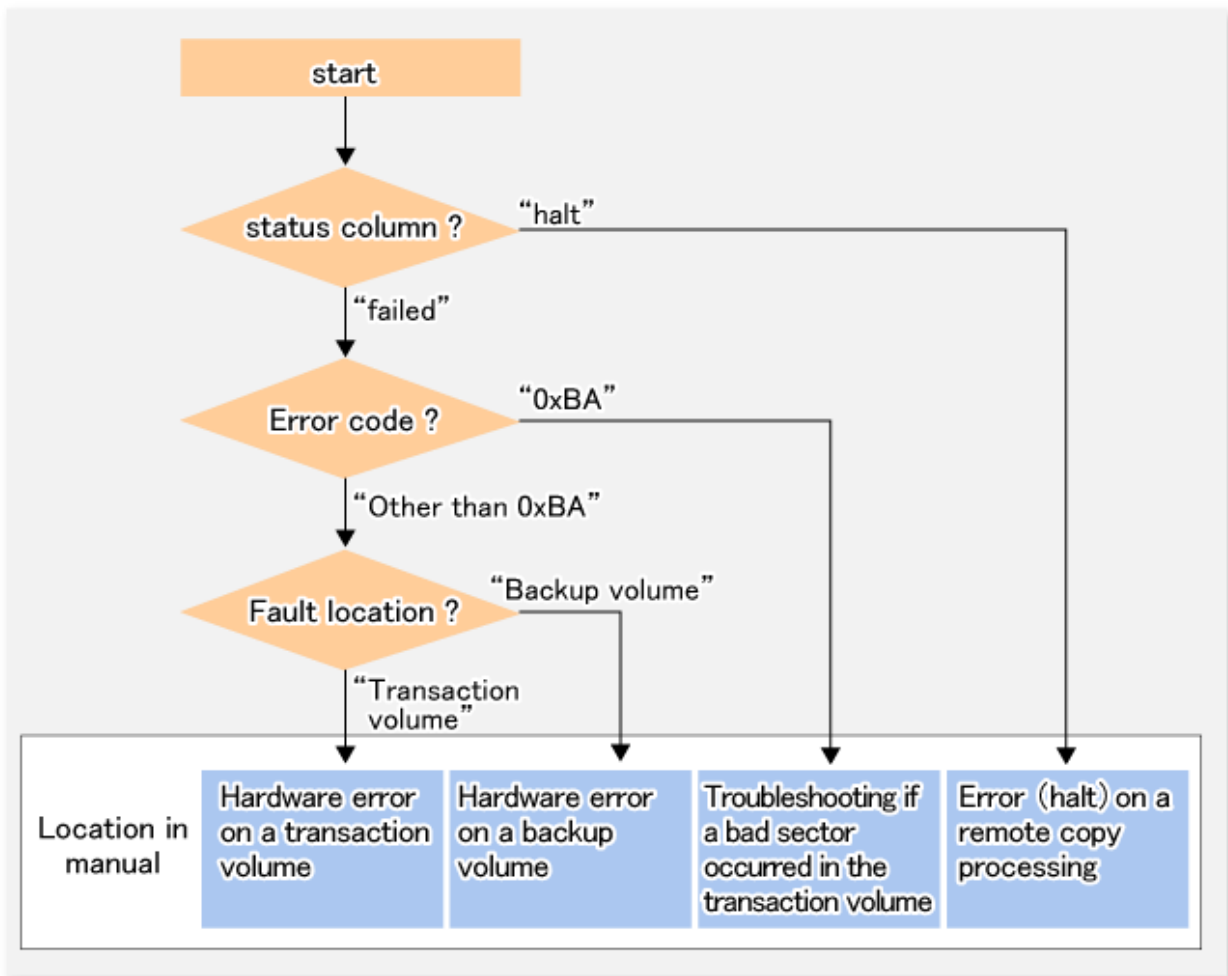 start
status column ?
“halt”
“failed”
Error code ?
“0xBA”
“Other than 0xBA”
Fault location ?
“Backup volume”
“Transaction
volume”
Location in
manual
Hardware error
on a transaction
volume
Hardware error
on a backup
volume
Troubleshooting if
a bad sector
occurred in the
transaction volume
Error (halt) on a
remote copy
processing